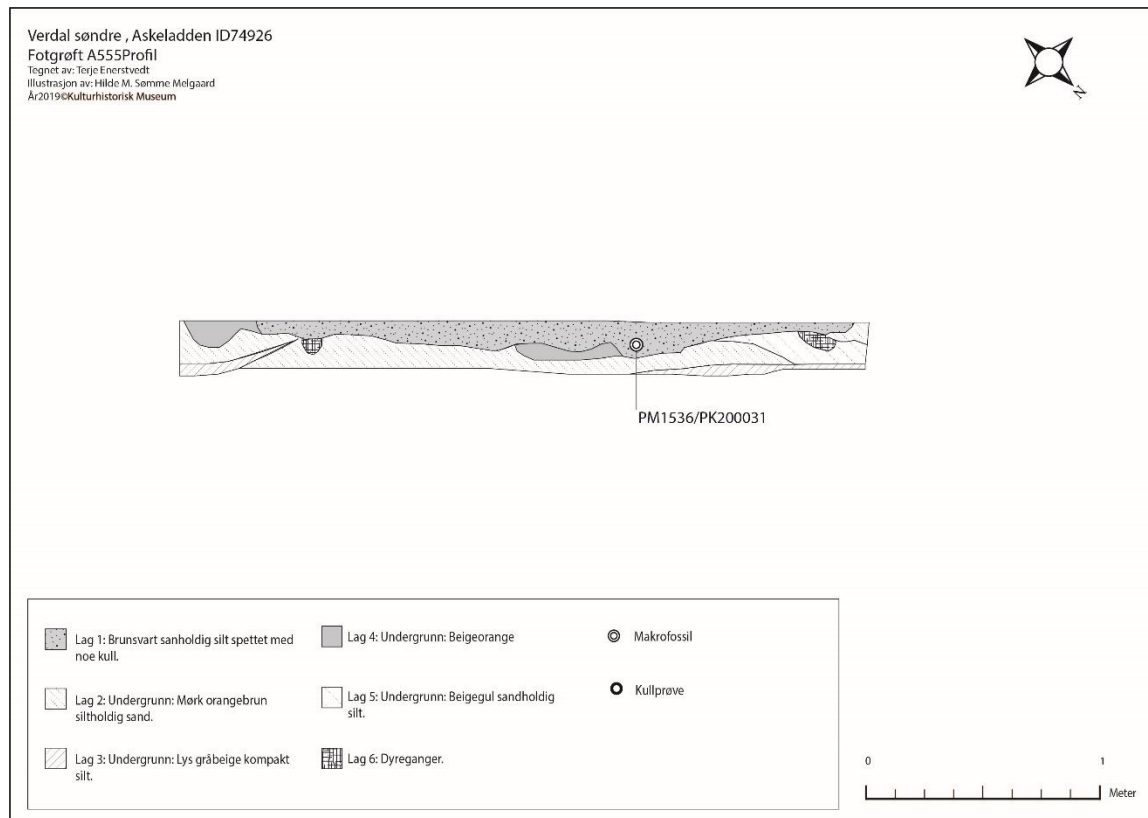 Verdal søndre , Askeladden ID74926
Fotgrøft A555Profil
Tegnet av: Terje Enerstvedt
Illustrasjon av: Hilde M. Sømme Melgaard
År2019©Kulturhistorisk Museum
N
PM1536/PK200031
Lag 1: Brunsvart sanholdig silt spettet med
noe kull.
Lag 2: Undergrunn: Mørk orangebrun
siltholdig sand.
Lag 3: Undergrunn: Lys gråbeige kompakt
silt.
Lag 4: Undergrunn: Beigeorange
Lag 5: Undergrunn: Beigegul sandholdig
silt.
Lag 6: Dyreganger.
Makrofossil
Kullprøve
0 1
Meter